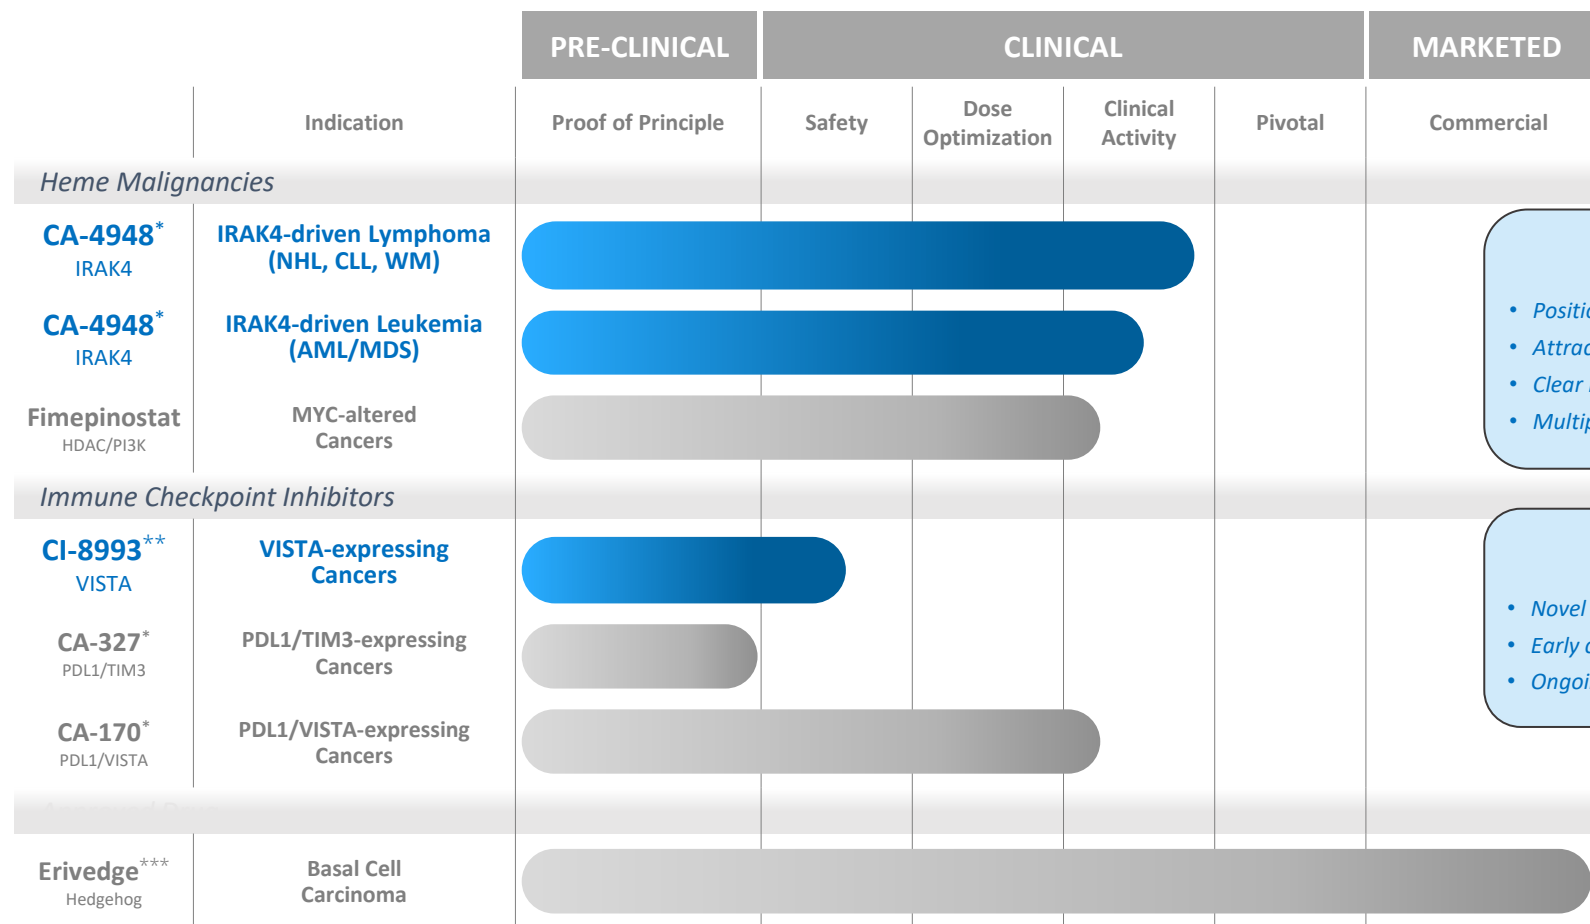 PRE-CLINICAL CLINICAL MARKETED
Indication Proof of Principle Safety Dose Optimization Clinical Activity Pivotal Commercial
Heme Malignancies
CA-4948* IRAK4-driven Lymphoma
IRAK4 (NHL, CLL, WM)
CA-4948* IRAK4-driven Leukemia
IRAK4 (AML/MDS)
Fimepinostat MYC-altered
HDAC/PI3K Cancers
• Clear
Immune Checkpoint Inhibitors
CI-8993** VISTA-expressing
VISTA Cancers
CA-327* PDL1/TIM3-expressing
PDL1/TIM3 Cancers
• Novel
• Early
CA-170* PDL1/VISTA-expressing
PDL1/VISTA Cancers
Erivedge*** Basal Cell
Hedgehog Carcinoma